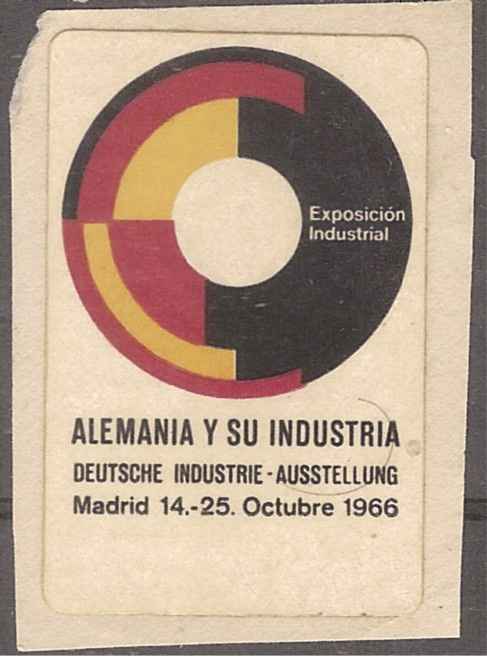 Exposición
Industrial
ALEMANIA Y SU INDUSTRIA
DEUTSCHE INDUSTRIE-AUSSTELLUNG
Madrid 14.-25. Octubre 1966